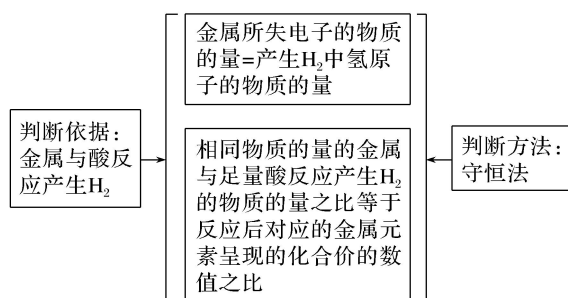 金属所失电子的物质
的量=产生H₂中氢原
子的物质的量
判断依据：
金属与酸反
应产生H₂
相同物质的量的金属
与足量酸反应产生H₂
的物质的量之比等于
反应后对应的金属元
素呈现的化合价的数
值之比
判断方法：
守恒法